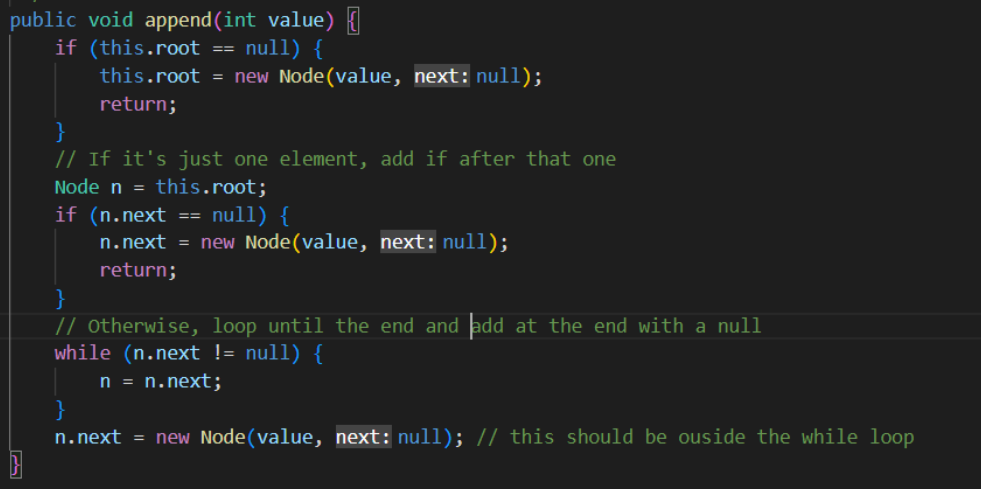 public void append(int value) {
if (this.root == null) {
this.root = new Node(value, next: null);
return;
}
// If it's just one element, add if after that one
Node n = this.root;
if (n.next == null) {
n.next = new Node(value, next: null);
return;
}
// Otherwise, loop until the end and add at the end with a null
while (n.next != null) {
n = n.next;
}
n.next = new Node(value, next: null); // this should be ouside the while loop
}